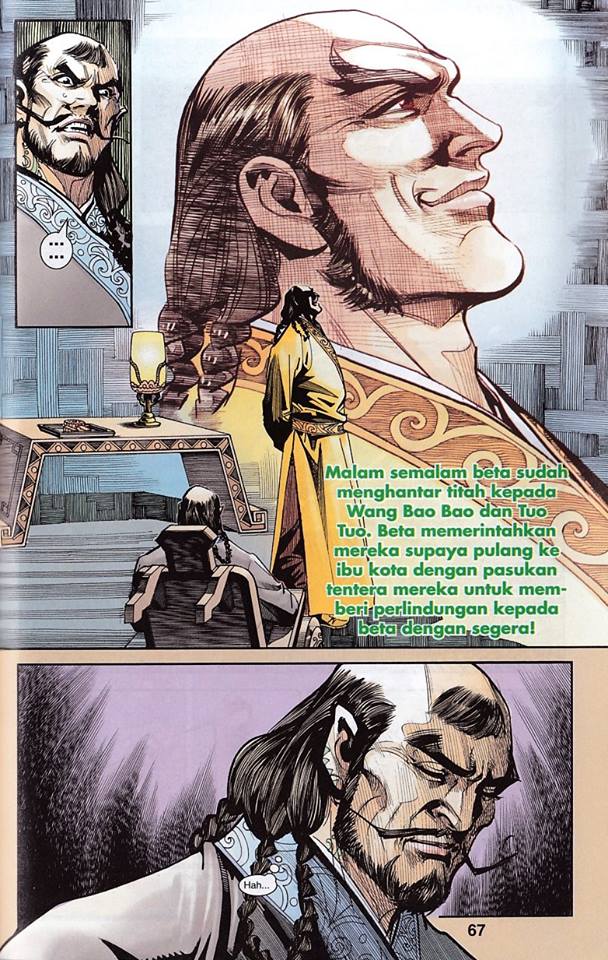 ... ...
Malam semalam beta sudah
menghantar titah kepada
Wang Bao Bao dan Tuo
Tuo. Beta memerintahkan
mereka supaya pulang ke
ibu kota dengan pasukan
tentera mereka untuk mem-
beri perlindungan kepada
beta dengan segera!
Hah...
67